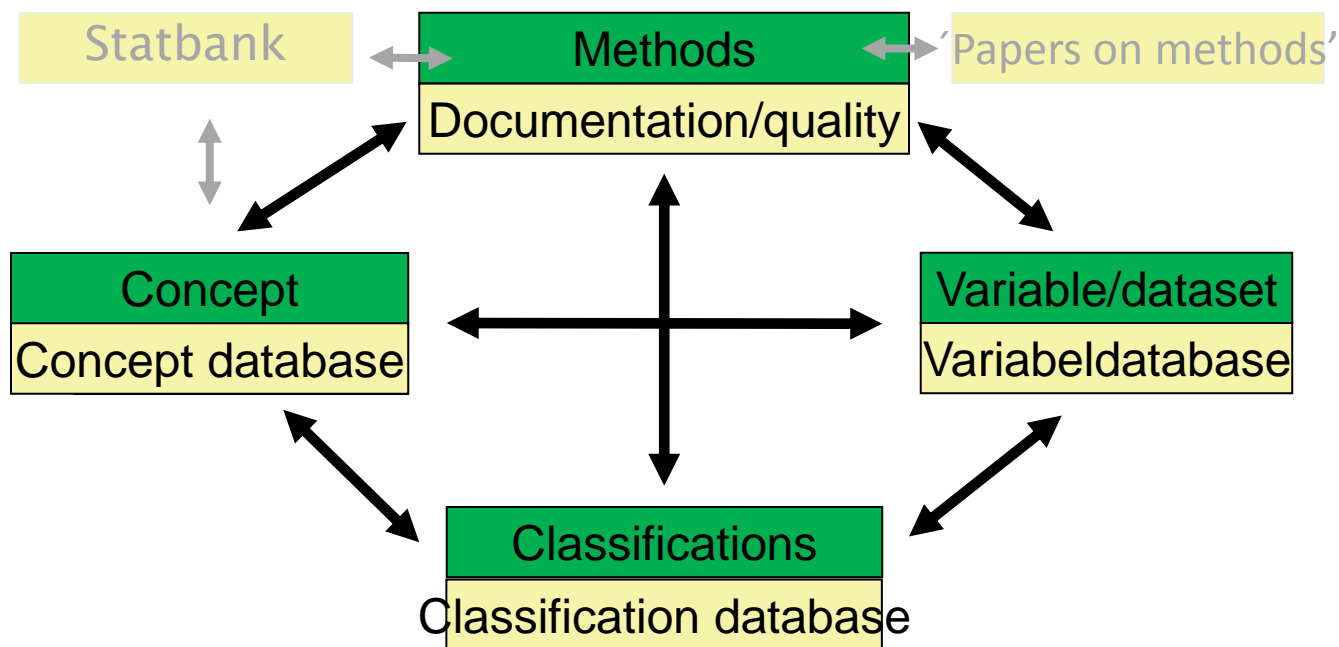 Statbank
Methods
´Papers on methods’
Documentation/quality
Concept
Variable/dataset
Concept database
Variabeldatabase
Classifications
Classification database